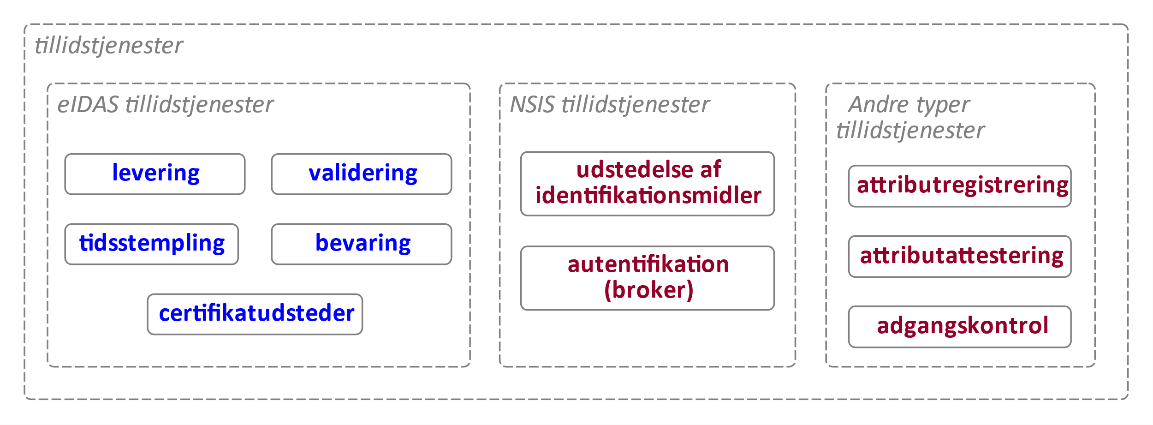 tillidstjenester
eIDAS tillidstjenester
levering
validering
tidsstempling
bevaring
certifikatudsteder
NSIS tillidstjenester
udstedelse af
identifikationsmidler
autentifikation
(broker)
Andre typer
tillidstjenester
attributregistrering
attributattestering
adgangskontrol